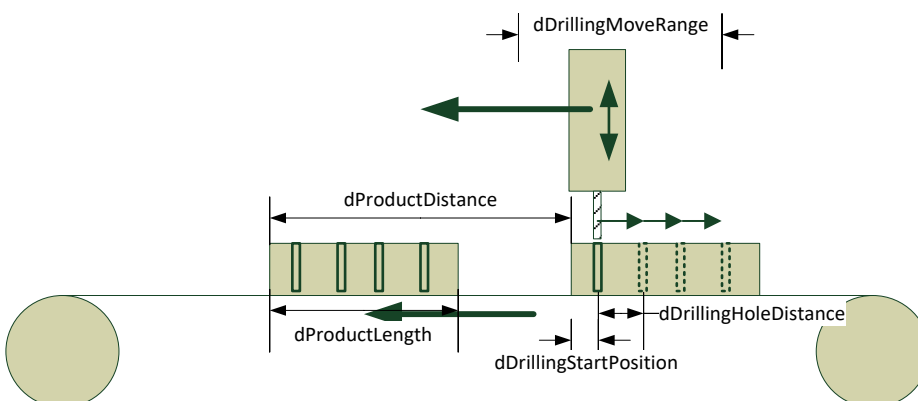 dDrillingMoveRange
dProductDistance
dDrillingHoleDistance
dProductLength
dDrillingStartPosition